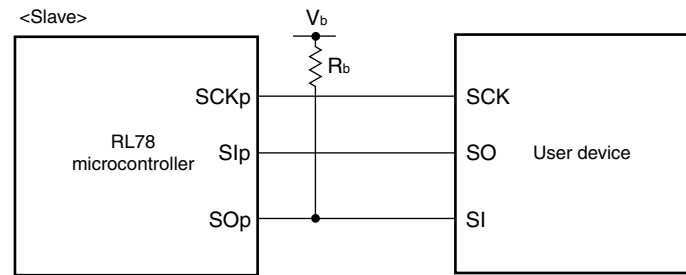 <Slave>
Vb
Rb
SCKp
SCK
RL78
microcontroller
SIp
SO
User device
SOp
SI